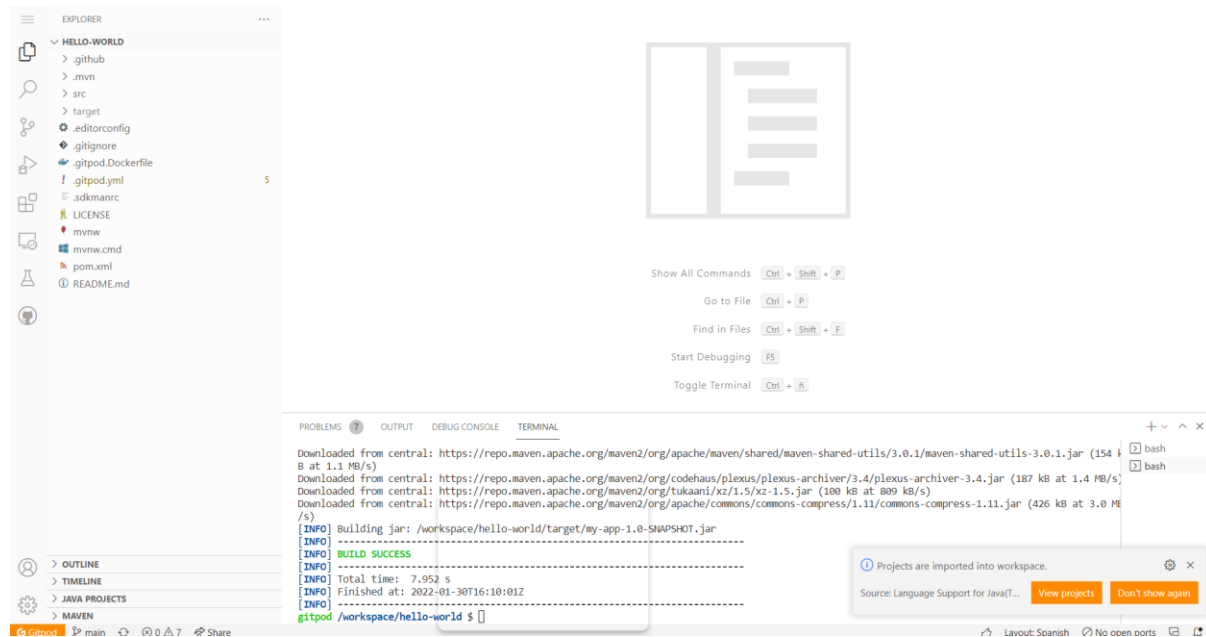 EXPLORER
HELLO-WORLD
.github
.mvn
src
target
.editorconfig
.gitignore
.gitpod.Dockerfile
! .gitpod.yml 5
.sdkmanrc
LICENSE
mvnw
mvnw.cmd
pom.xml
README.md
OUTLINE
TIMELINE
JAVA PROJECTS
MAVEN
Show All Commands Ctrl + Shift + P
Go to File Ctrl + P
Find in Files Ctrl + Shift + F
Start Debugging F5
Toggle Terminal Ctrl + ñ
PROBLEMS 7 OUTPUT DEBUG CONSOLE TERMINAL
Downloaded from central: https://repo.maven.apache.org/maven2/org/apache/maven/shared/maven-shared-utils/3.0.1/maven-shared-utils-3.0.1.jar (154 k
B at 1.1 MB/s)
Downloaded from central: https://repo.maven.apache.org/maven2/org/codehaus/plexus/plexus-archiver/3.4/plexus-archiver-3.4.jar (187 kB at 1.4 MB/s)
Downloaded from central: https://repo.maven.apache.org/maven2/org/tukaani/xz/1.5/xz-1.5.jar (100 kB at 809 kB/s)
Downloaded from central: https://repo.maven.apache.org/maven2/org/apache/commons/commons-compress/1.11/commons-compress-1.11.jar (426 kB at 3.0 MB
/s)
[INFO] Building jar: /workspace/hello-world/target/my-app-1.0-SNAPSHOT.jar
[INFO] ------------------------------------------------------------------------
[INFO] BUILD SUCCESS
[INFO] ------------------------------------------------------------------------
[INFO] Total time: 7.952 s
[INFO] Finished at: 2022-01-30T16:10:01Z
[INFO] ------------------------------------------------------------------------
gitpod /workspace/hello-world $
bash
bash
Projects are imported into workspace.
Source: Language Support for Java(T...
View projects
Don't show again
Gitpod main 0 7 Share
Layout: Spanish No open ports